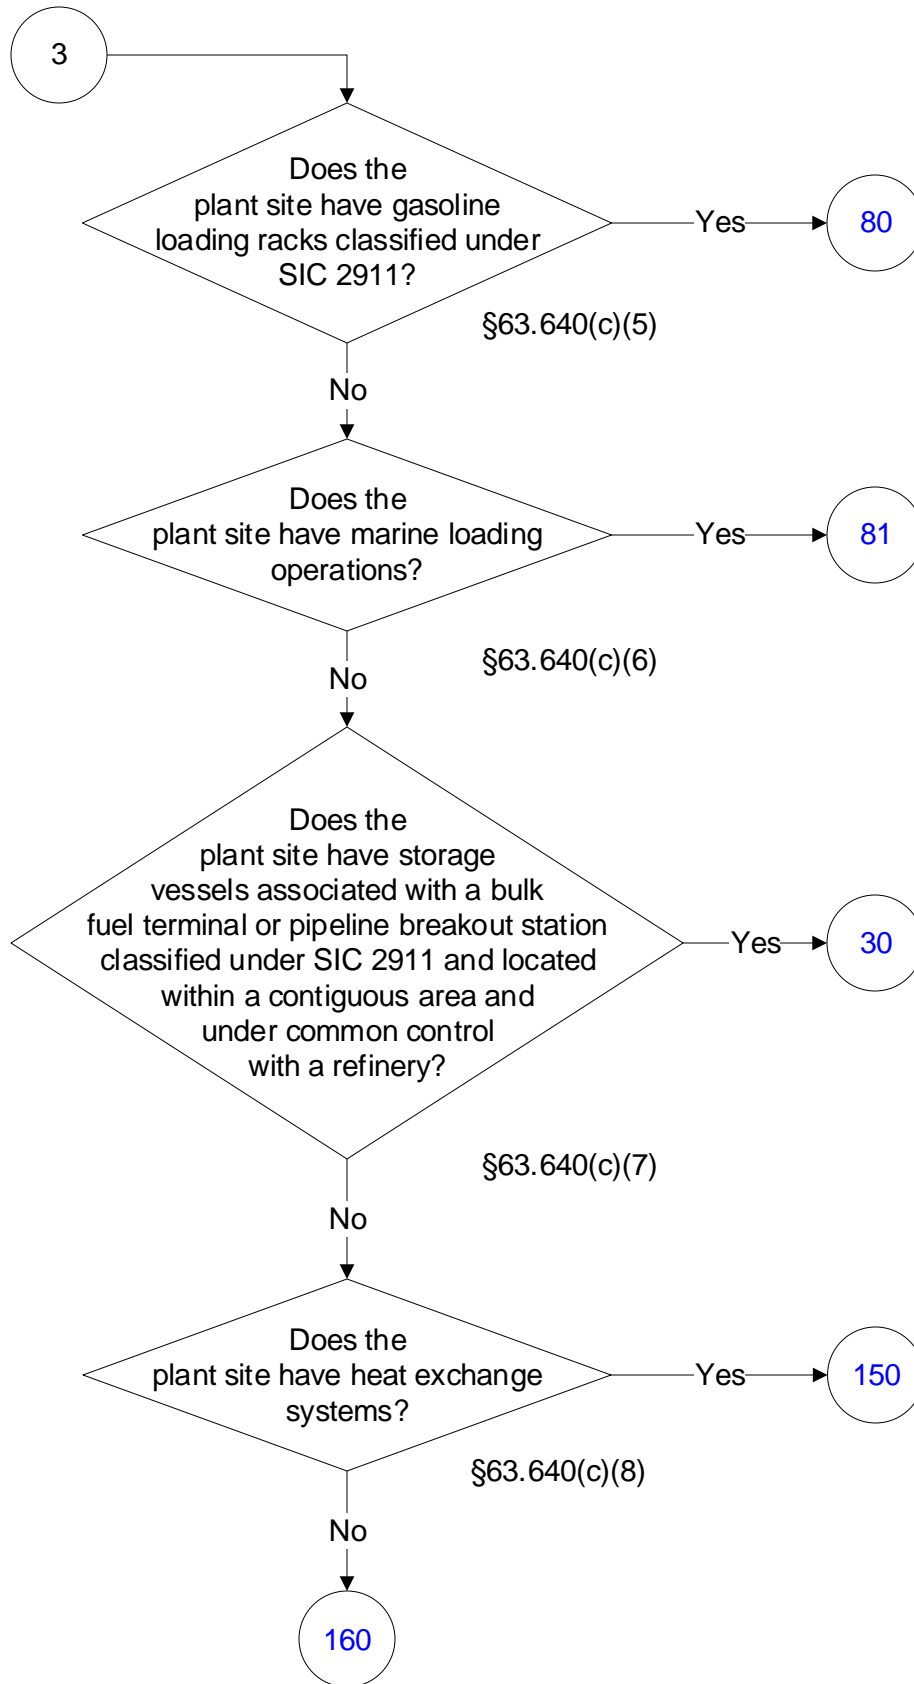 3
Does the
plant site have gasoline
loading racks classified under
SIC 2911?
Yes
80
§63.640(c)(5)
No
Does the
plant site have marine loading
operations?
Yes
81
§63.640(c)(6)
No
Does the
plant site have storage
vessels associated with a bulk
fuel terminal or pipeline breakout station
classified under SIC 2911 and located
within a contiguous area and
under common control
with a refinery?
Yes
30
§63.640(c)(7)
No
Does the
plant site have heat exchange
systems?
Yes
150
§63.640(c)(8)
No
160